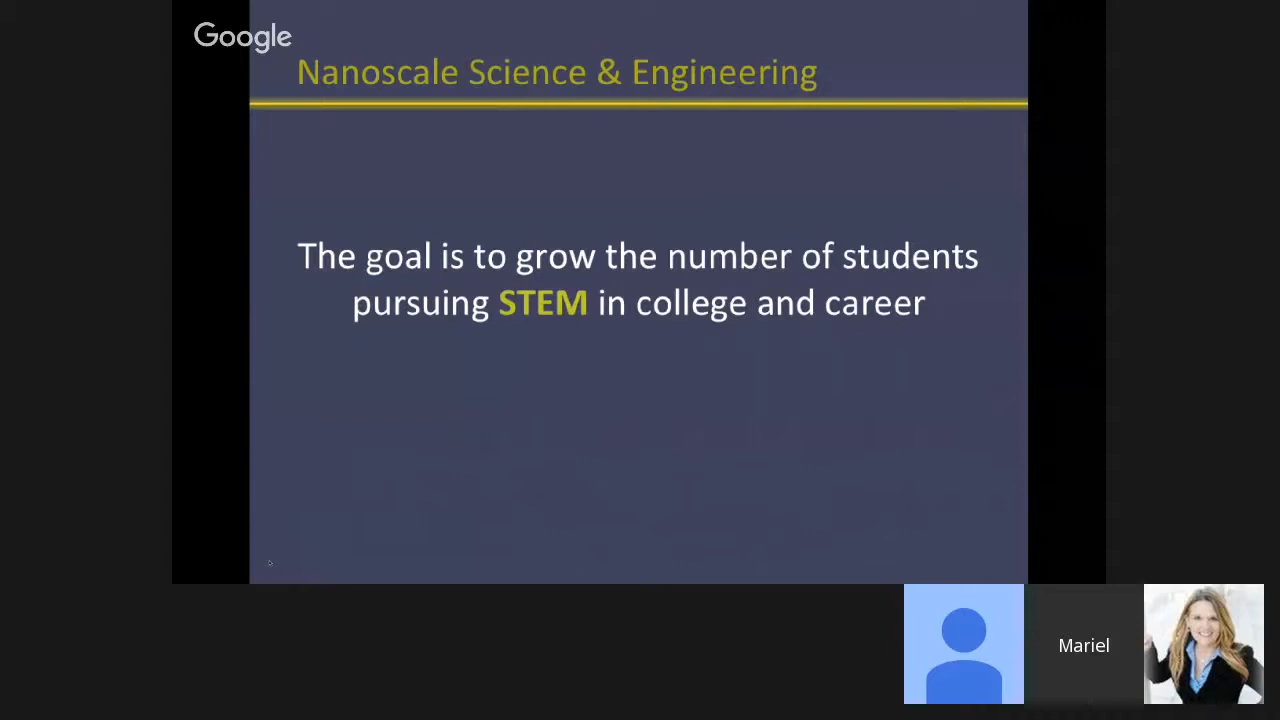 Google
Nanoscale Science & Engineering
The goal is to grow the number of students
pursuing STEM in college and career
Mariel